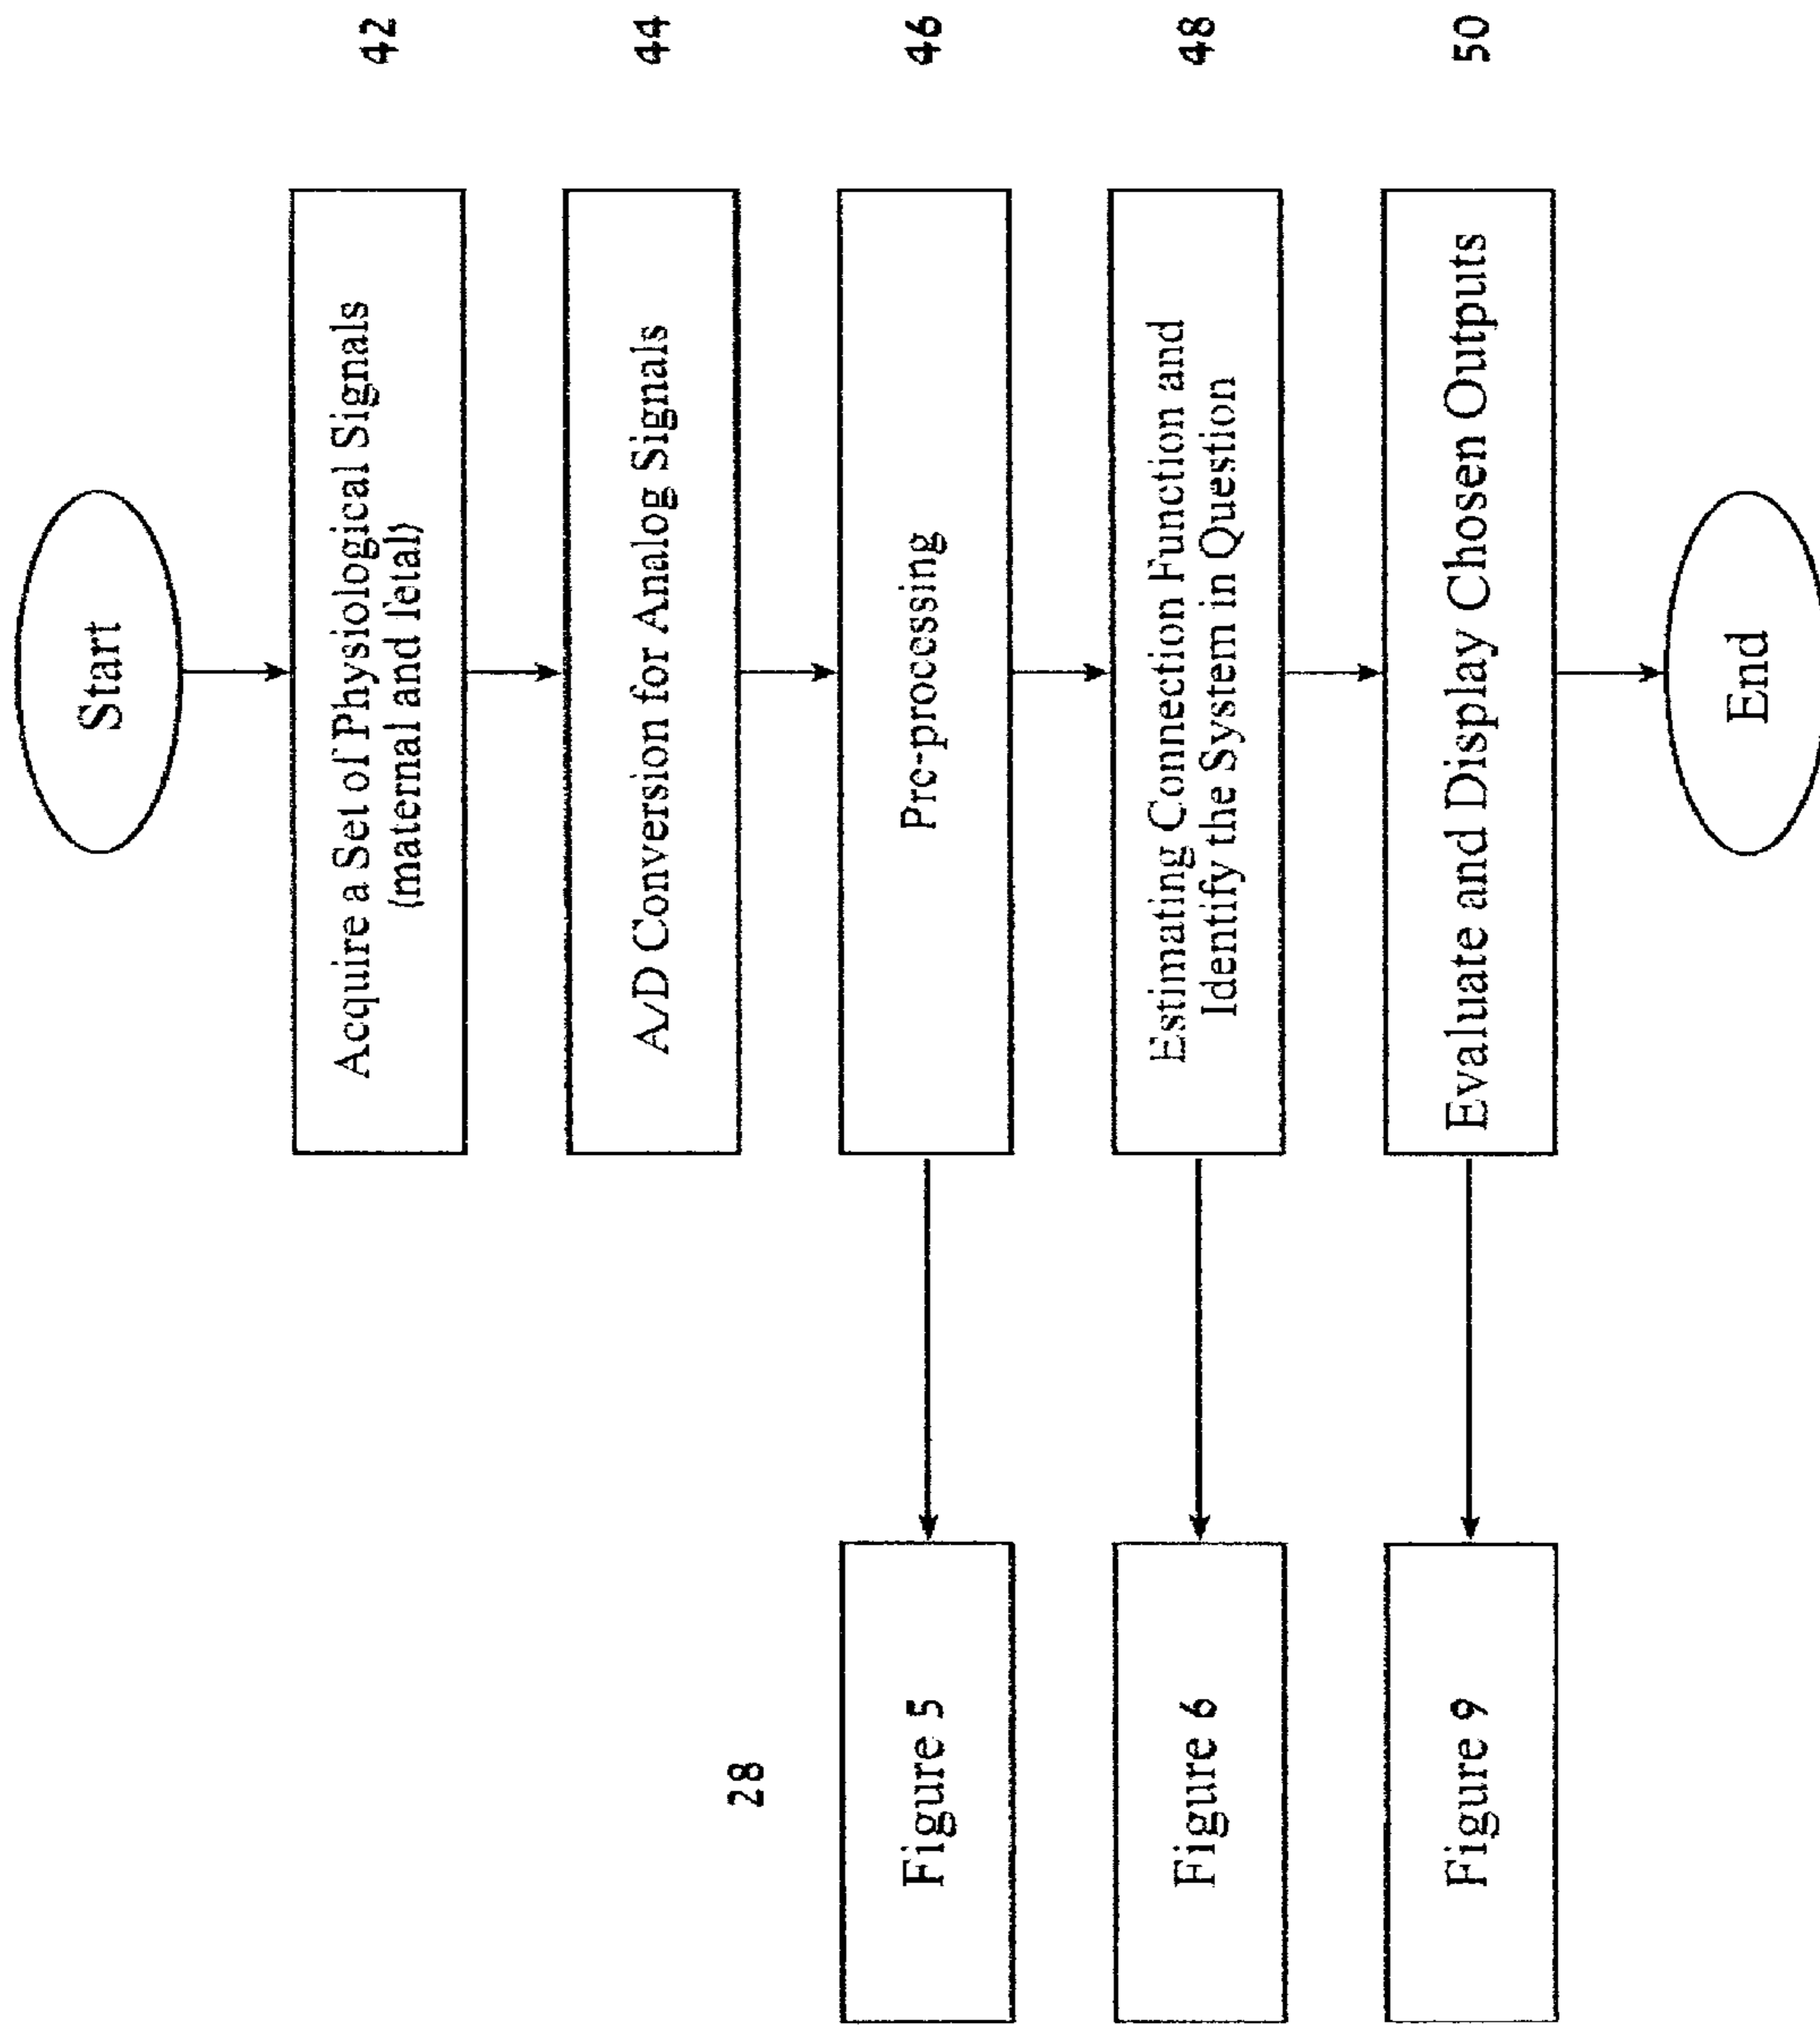 Start
Acquire a Set of Physiological Signals
(maternal and fetal)
42
A/D Conversion for Analog Signals
44
28
Figure 5
Pre-processing
46
Figure 6
Estimating Connection Function and
Identify the System in Question
48
Figure 9
Evaluate and Display Chosen Outputs
50
End